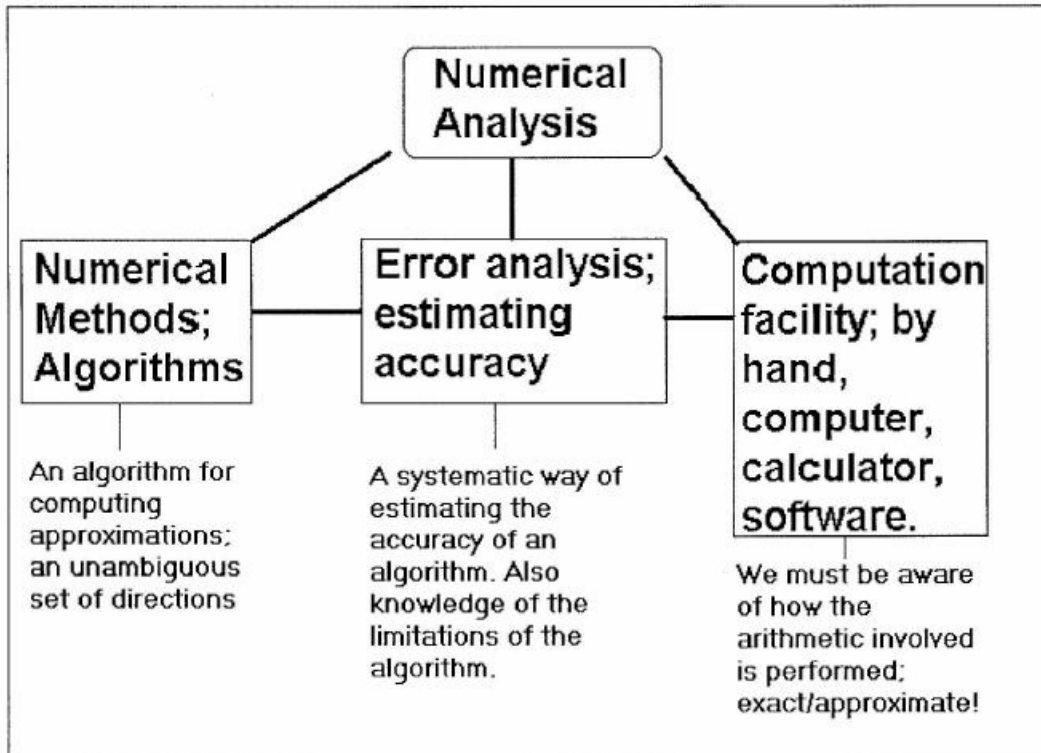 Numerical
Analysis
Numerical
Methods;
Algorithms
Error analysis;
estimating
accuracy
Computation
facility; by
hand,
computer,
calculator,
software.
An algorithm for
computing
approximations;
an unambiguous
set of directions
A systematic way of
estimating the
accuracy of an
algorithm. Also
knowledge of the
limitations of the
algorithm.
We must be aware
of how the
arithmetic involved
is performed;
exact/approximate!